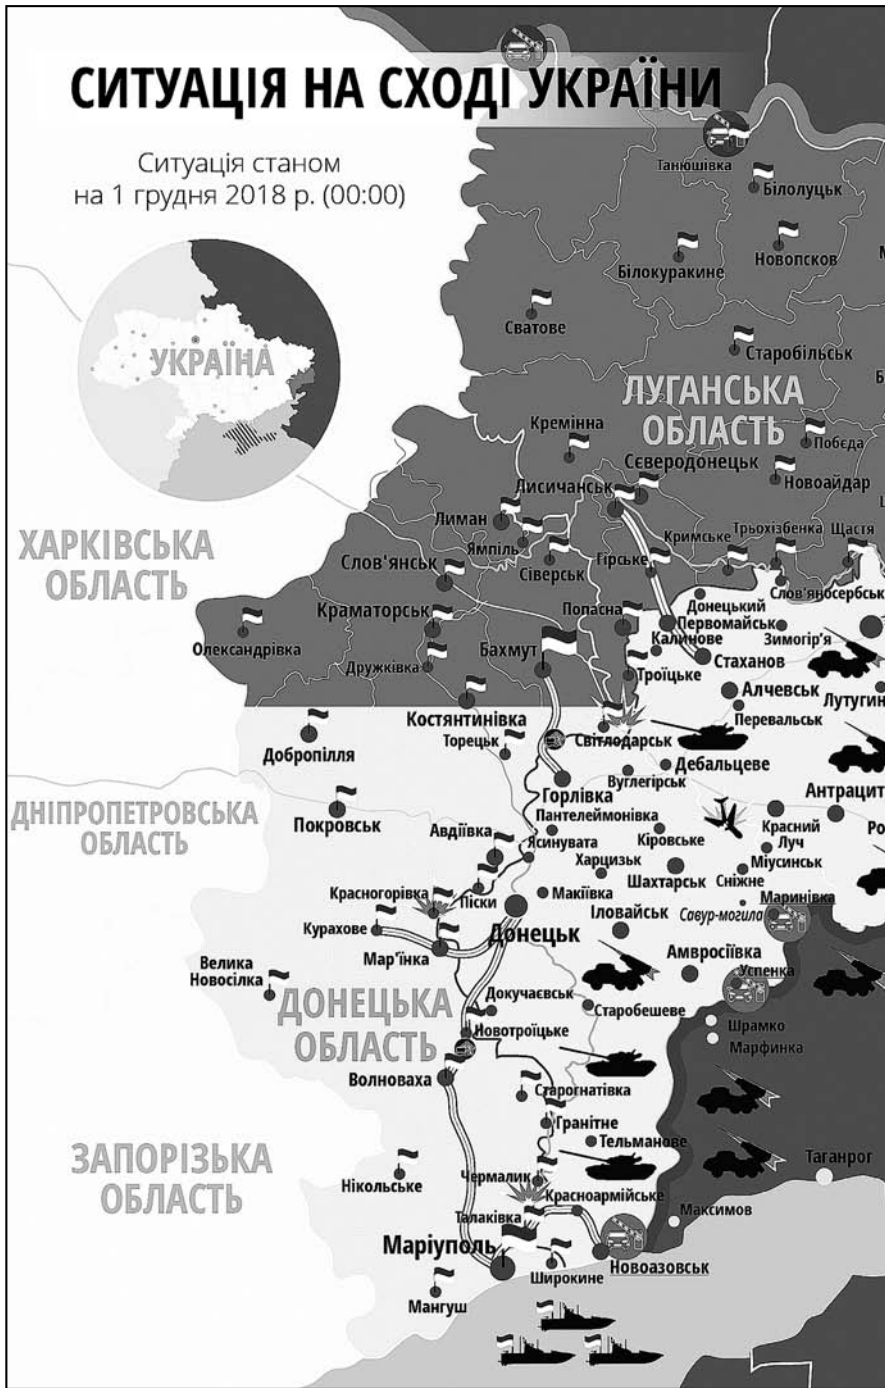 СИТУАЦІЯ НА СХОДІ УКРАЇНИ
Ситуація станом
на 1 грудня 2018 р. (00:00)
Танюшівка
Білолуцьк
Новопсков
Білокуракине
Сватове
УКРАЇНА
Старобільськ
ЛУГАНСЬКА
ОБЛАСТЬ
Кремінна
Побєда
Сєверодонецьк
Лисичанськ
Новоайдар
Лиман
Ямпіль
Кримське
Трьохізбенка
Щастя
ХАРКІВСЬКА
ОБЛАСТЬ
Слов'янськ
Сіверськ
Гірське
Слов'яносербськ
Донецький
Краматорськ
Попасна
Первомайськ
Зимогір'я
Олександрівка
Дружківка
Бахмут
Калинове
Стаханов
Троїцьке
Алчевськ
Лутугин
Перевальськ
Костянтинівка
Торецьк
Світлодарськ
Добропілля
Дебальцеве
Вуглегірськ
Горлівка
Антрацит
ДНІПРОПЕТРОВСЬКА
ОБЛАСТЬ
Покровськ
Пантелеймонівка
Авдіївка
Кіровське
Красний
Луч
Ро
Ясинувата
Харцизьк
Міусинськ
Шахтарськ
Сніжне
Красногорівка
Піски
Макіївка
Маринівка
Савур-могила
Курахове
Іловайськ
Донецьк
Мар'їнка
Амвросіївка
Велика
Новосілка
Успенка
ДОНЕЦЬКА
ОБЛАСТЬ
Докучаєвськ
Старобешеве
Новотроїцьке
Шрамко
Марфинка
Волноваха
Старогнатівка
Гранітне
Тельманове
ЗАПОРІЗЬКА
ОБЛАСТЬ
Таганрог
Нікольське
Чермалик
Красноармійське
Талаківка
Максимов
Маріуполь
Широкине
Новоазовськ
Мангуш